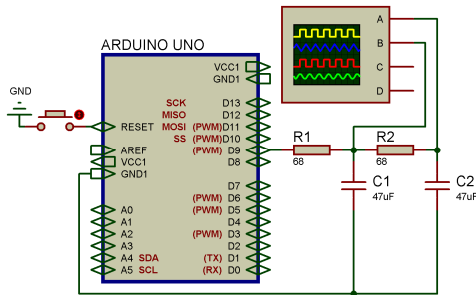 ARDUINO UNO
A
B
C
D
GND
VCC1
GND1
SCK D13
MISO D12
RESET MOSI (PWM) D11
SS (PWM) D10
AREF (PWM) D9
VCC1 D8
GND1
D7
(PWM) D6
A0 (PWM) D5
A1 D4
A2 (PWM) D3
A3 D2
A4 SDA (TX) D1
A5 SCL (RX) D0
R1
68
R2
68
C1
47uF
C2
47uF